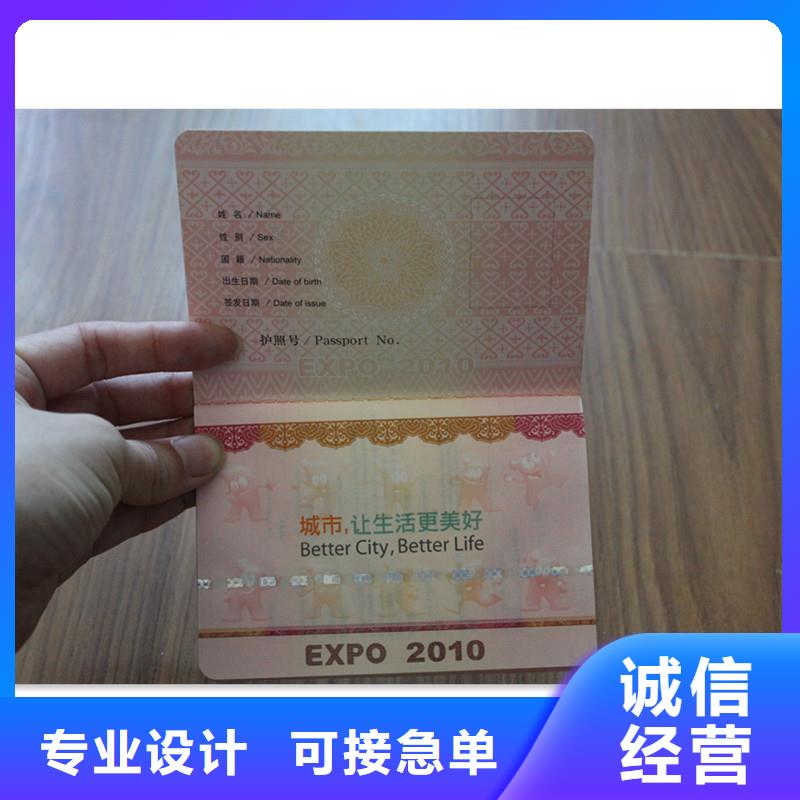 姓 名 / Name
性 别 / Sex
国 籍 / Nationality
出生日期 / Date of birth
签发日期 / Date of issue
护照号 / Passport No.
EXPO 2010
城市,让生活更美好
Better City, Better Life
EXPO 2010
专业设计 可接急单
诚信
经营